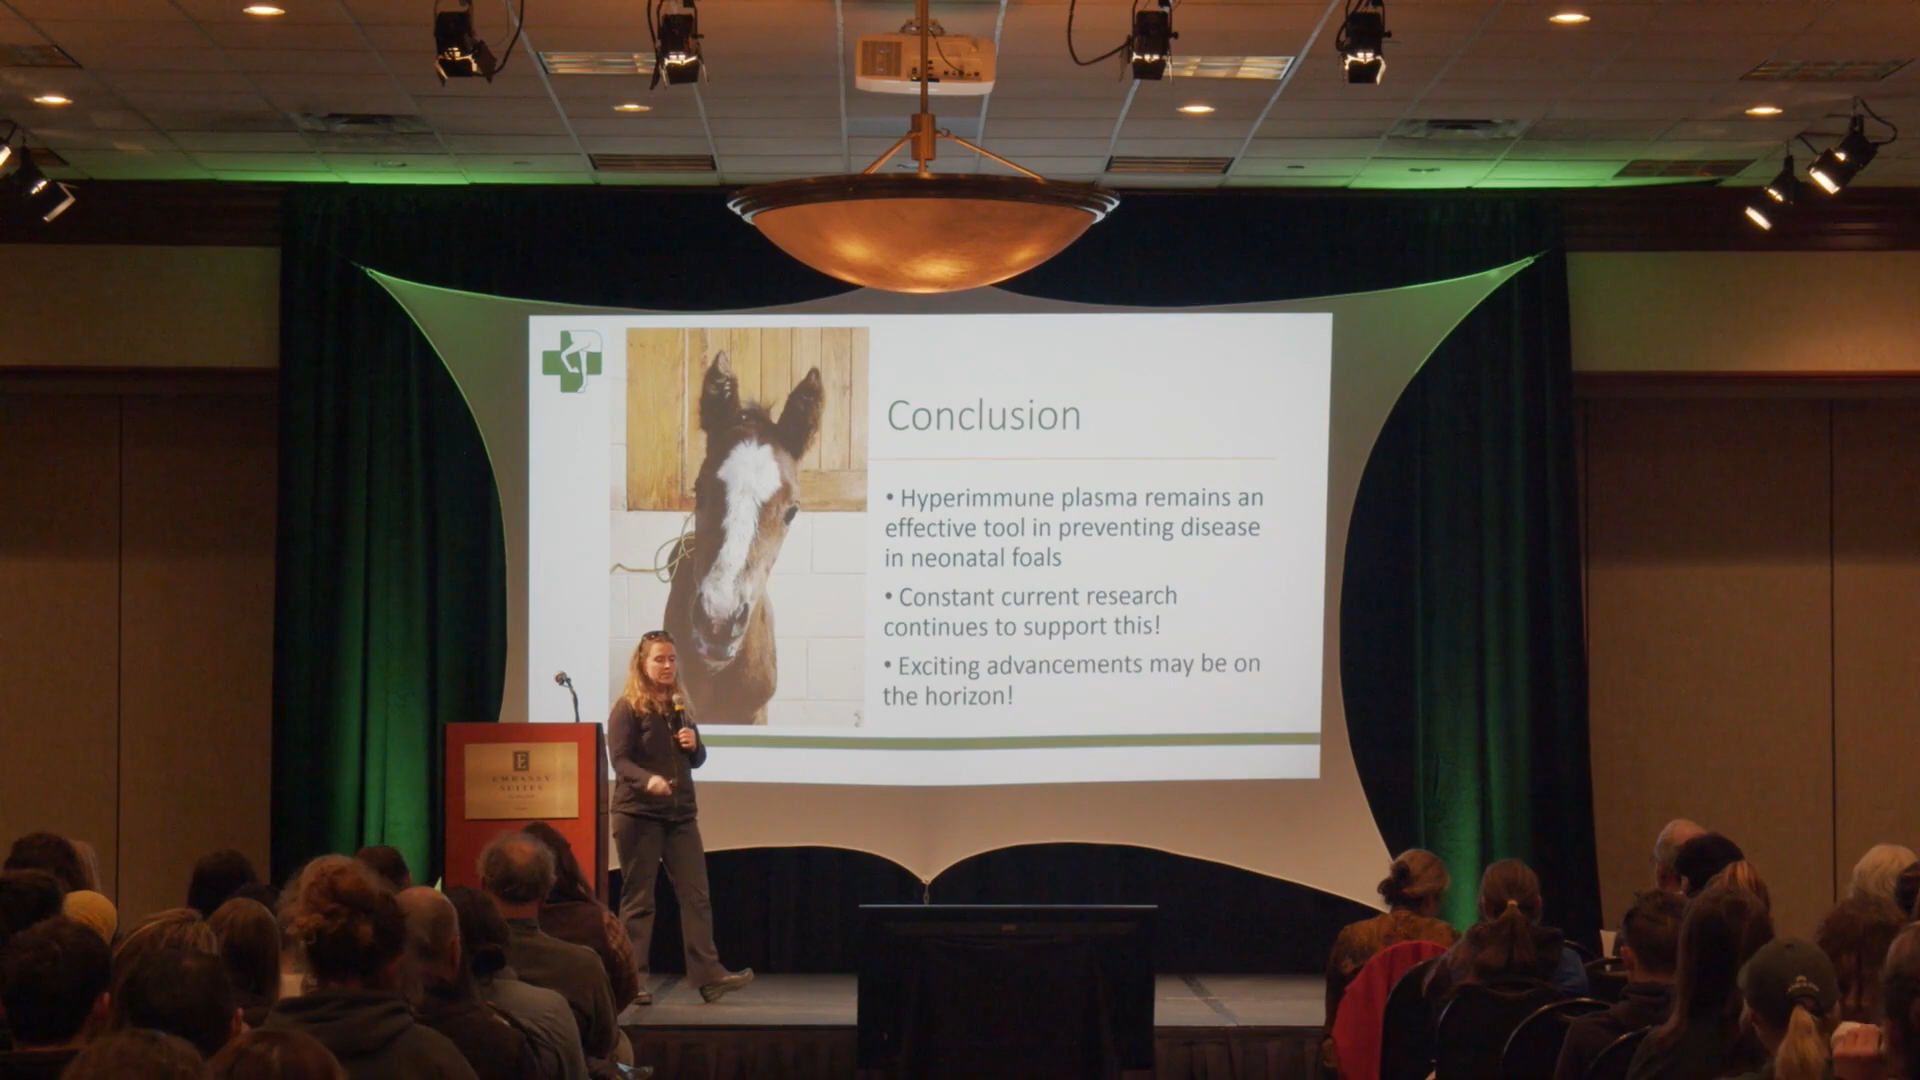 Conclusion
• Hyperimmune plasma remains an
effective tool in preventing disease
in neonatal foals
• Constant current research
continues to support this!
• Exciting advancements may be on
the horizon!
E
EMBASSY
SUITES